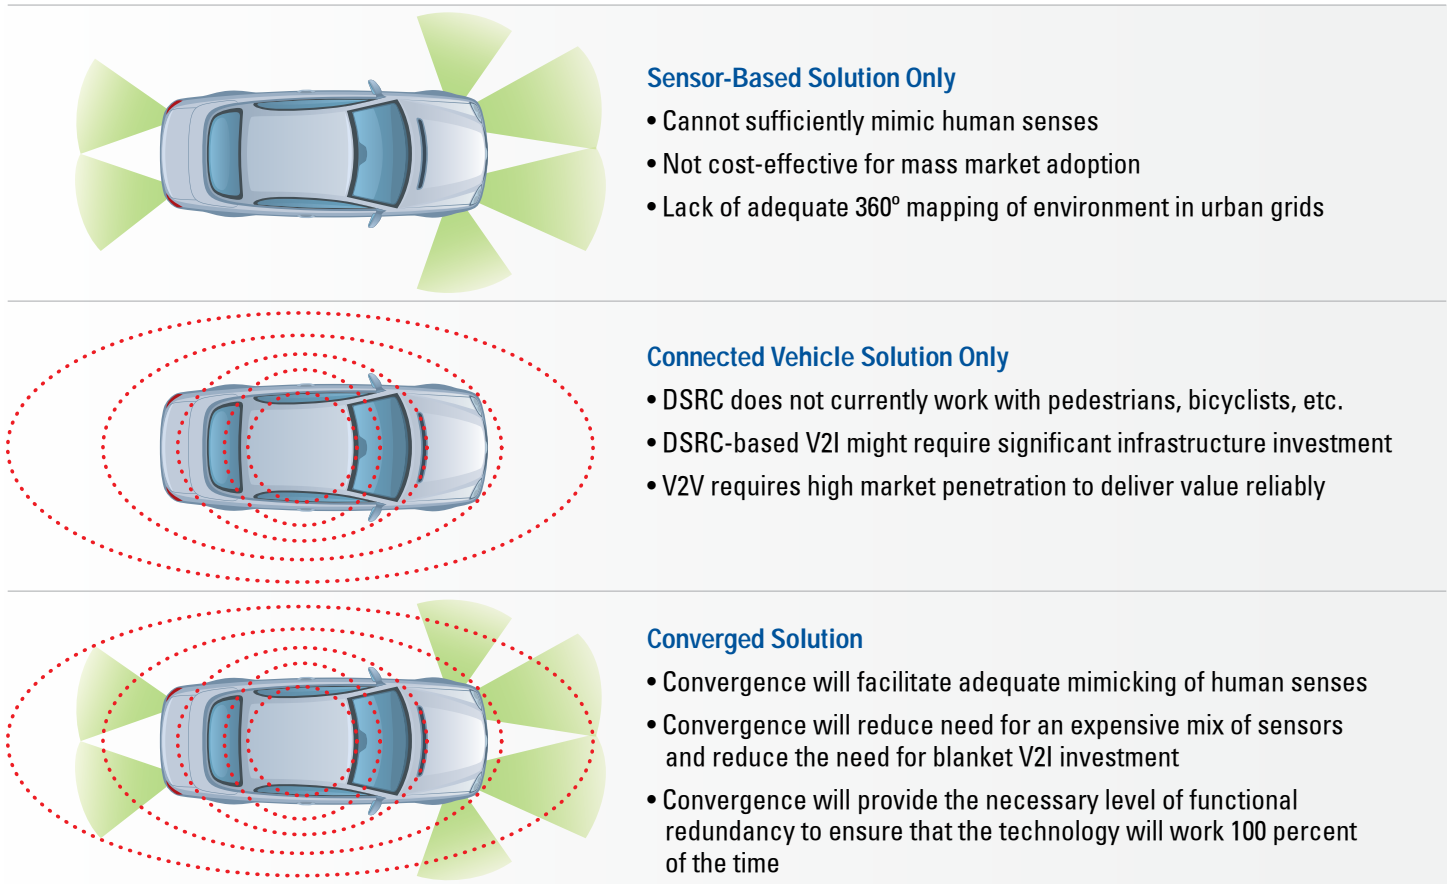 Sensor-Based Solution Only
• Cannot sufficiently mimic human senses
• Not cost-effective for mass market adoption
• Lack of adequate 360º mapping of environment in urban grids
Connected Vehicle Solution Only
• DSRC does not currently work with pedestrians, bicyclists, etc.
• DSRC-based V2I might require significant infrastructure investment
• V2V requires high market penetration to deliver value reliably
Converged Solution
• Convergence will facilitate adequate mimicking of human senses
• Convergence will reduce need for an expensive mix of sensors
and reduce the need for blanket V2I investment
• Convergence will provide the necessary level of functional
redundancy to ensure that the technology will work 100 percent
of the time